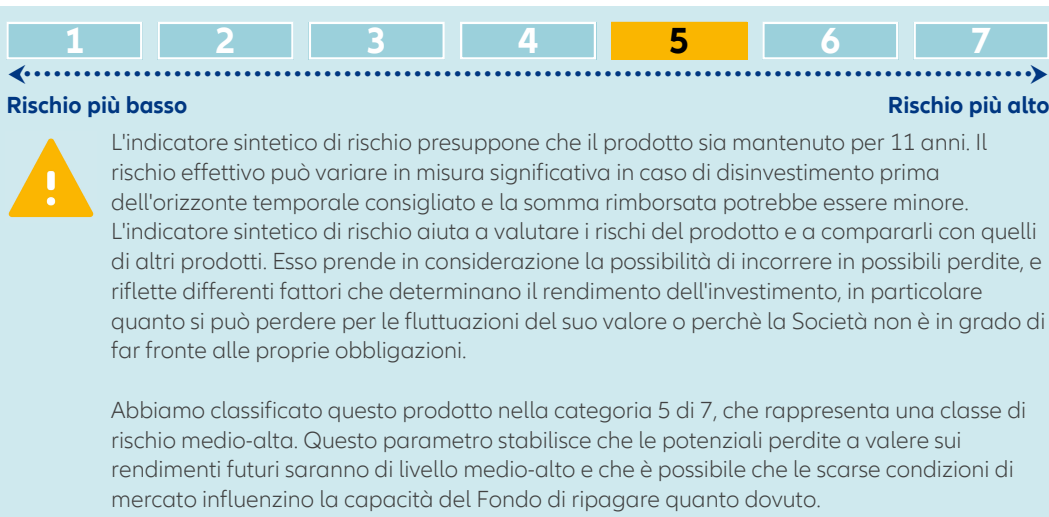 1 2 3 4 5 6 7
Rischio più basso Rischio più alto
L'indicatore sintetico di rischio presuppone che il prodotto sia mantenuto per 11 anni. Il
rischio effettivo può variare in misura significativa in caso di disinvestimento prima
dell'orizzonte temporale consigliato e la somma rimborsata potrebbe essere minore.
L'indicatore sintetico di rischio aiuta a valutare i rischi del prodotto e a compararli con quelli
di altri prodotti. Esso prende in considerazione la possibilità di incorrere in possibili perdite, e
riflette differenti fattori che determinano il rendimento dell'investimento, in particolare
quanto si può perdere per le fluttuazioni del suo valore o perchè la Società non è in grado di
far fronte alle proprie obbligazioni.
Abbiamo classificato questo prodotto nella categoria 5 di 7, che rappresenta una classe di
rischio medio-alta. Questo parametro stabilisce che le potenziali perdite a valere sui
rendimenti futuri saranno di livello medio-alto e che è possibile che le scarse condizioni di
mercato influenzino la capacità del Fondo di ripagare quanto dovuto.